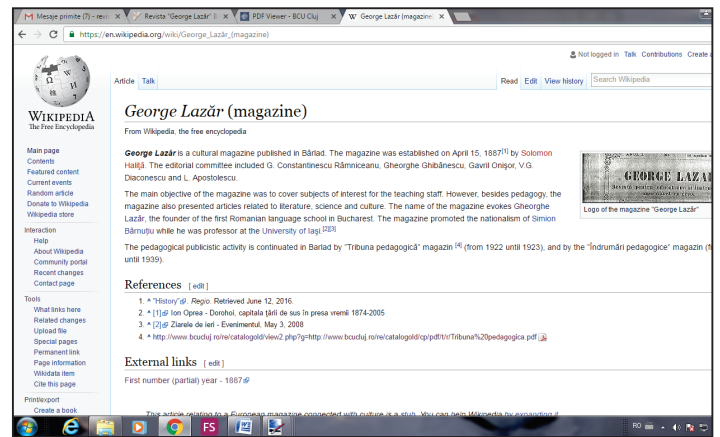 Mesaje primite (7) - revi
Revista "George Lazăr" Î
PDF Viewer - BCU Cluj
George Lazăr (magazine)
https://en.wikipedia.org/wiki/George_Lazăr_(magazine)
Not logged in Talk Contributions Create a
Article Talk
Read Edit View history
Search Wikipedia
WIKIPEDIA
The Free Encyclopedia
George Lazăr (magazine)
From Wikipedia, the free encyclopedia
George Lazăr is a cultural magazine published in Bârlad. The magazine was established on April 15, 1887[1] by Solomon
Haliţă. The editorial committee included G. Constantinescu Râmniceanu, Gheorghe Ghibănescu, Gavril Onişor, V.G.
Diaconescu and L. Apostolescu.
The main objective of the magazine was to cover subjects of interest for the teaching staff. However, besides pedagogy, the
magazine also presented articles related to literature, science and culture. The name of the magazine evokes Gheorghe
Lazăr, the founder of the first Romanian language school in Bucharest. The magazine promoted the nationalism of Simion
Bărnuţiu while he was professor at the University of Iaşi.[2][3]
The pedagogical publicistic activity is continuated in Barlad by "Tribuna pedagogică" magazin [4] (from 1922 until 1923), and by the "Îndrumări pedagogice" magazin (f
until 1939).
GEORGE LAZAR
Logo of the magazine "George Lazăr"
Main page
Contents
Featured content
Current events
Random article
Donate to Wikipedia
Wikipedia store
Interaction
Help
About Wikipedia
Community portal
Recent changes
Contact page
Tools
What links here
Related changes
Upload file
Special pages
Permanent link
Page information
Wikidata item
Cite this page
Print/export
Create a book
References [ edit ]
1. ^ "History". Regio. Retrieved June 12, 2016.
2. ^ [1] Ion Oprea - Dorohoi, capitala ţării de sus în presa vremii 1874-2005
3. ^ [2] Ziarele de ieri - Evenimentul, May 3, 2008
4. ^ http://www.bcucluj.ro/re/catalogold/view2.php?g=http://www.bcucluj.ro/re/catalogold/cp/pdf/t/r/Tribuna%20pedagogica.pdf
External links [ edit ]
First number (partial) year - 1887
This article relating to a European magazine connected with culture is a stub. You can help Wikipedia by expanding it.
FS
RO